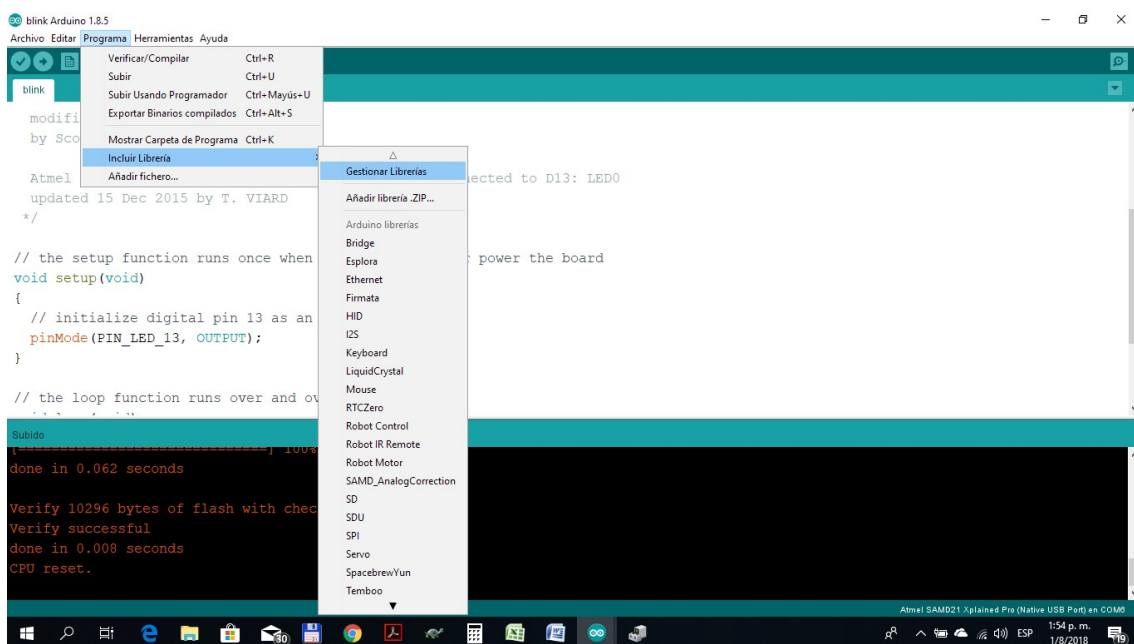 blink Arduino 1.8.5
Archivo Editar Programa Herramientas Ayuda
Verificar/Compilar Ctrl+R
Subir Ctrl+U
Subir Usando Programador Ctrl+Mayús+U
Exportar Binarios compilados Ctrl+Alt+S
Mostrar Carpeta de Programa Ctrl+K
Incluir Librería
Añadir fichero...
Gestionar Librerías
Añadir librería .ZIP...
Arduino librerías
Bridge
Esplora
Ethernet
Firmata
HID
I2S
Keyboard
LiquidCrystal
Mouse
RTCZero
Robot Control
Robot IR Remote
Robot Motor
SAMD_AnalogCorrection
SD
SDU
SPI
Servo
SpacebrewYun
Temboo
blink
modifi
by Sco
Atmel ected to D13: LED0
updated 15 Dec 2015 by T. VIARD
*/
// the setup function runs once when power the board
void setup(void)
{
// initialize digital pin 13 as an
pinMode(PIN_LED_13, OUTPUT);
}
// the loop function runs over and ov
Subido
[==============================] 100%
done in 0.062 seconds
Verify 10296 bytes of flash with chec
Verify successful
done in 0.008 seconds
CPU reset.
Atmel SAMD21 Xplained Pro (Native USB Port) en COM6
30
ESP
1:54 p. m.
1/8/2018
19